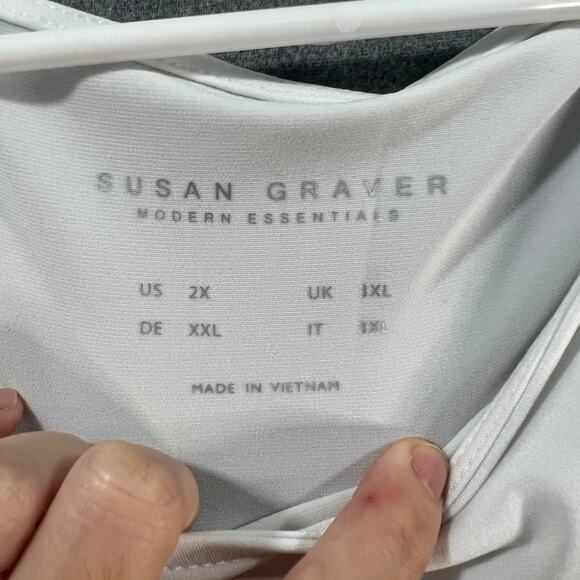 SUSAN GRAVER
MODERN ESSENTIALS
US 2X UK 3XL
DE XXL IT 3XL
MADE IN VIETNAM